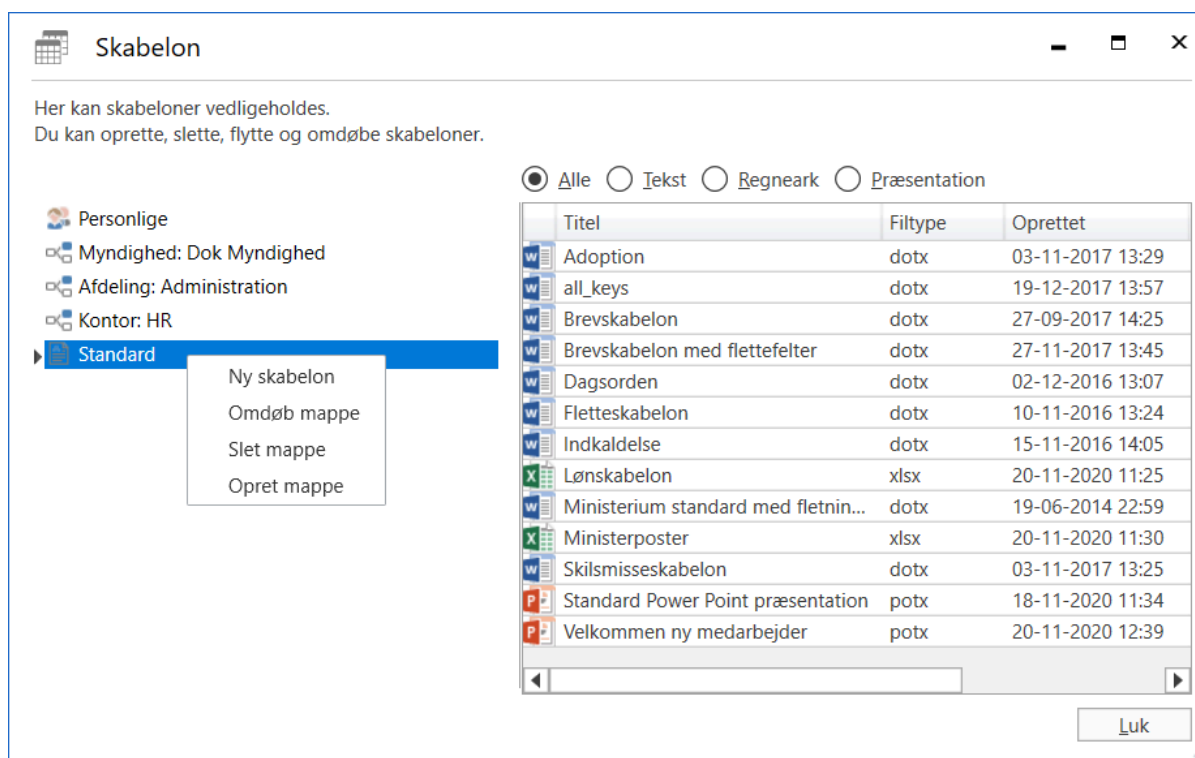 Skabelon
Her kan skabeloner vedligeholdes.
Du kan oprette, slette, flytte og omdøbe skabeloner.
Alle Tekst Regneark Præsentation
Personlige
Myndighed: Dok Myndighed
Afdeling: Administration
Kontor: HR
Standard
Ny skabelon
Omdøb mappe
Slet mappe
Opret mappe
Titel Filtype Oprettet
Adoption dotx 03-11-2017 13:29
all_keys dotx 19-12-2017 13:57
Brevskabelon dotx 27-09-2017 14:25
Brevskabelon med flettefelter dotx 27-11-2017 13:45
Dagsorden dotx 02-12-2016 13:07
Fletteskabelon dotx 10-11-2016 13:24
Indkaldelse dotx 15-11-2016 14:05
Lønskabelon xlsx 20-11-2020 11:25
Ministerium standard med fletnin... dotx 19-06-2014 22:59
Ministerposter xlsx 20-11-2020 11:30
Skilsmisseskabelon dotx 03-11-2017 13:25
Standard Power Point præsentation potx 18-11-2020 11:34
Velkommen ny medarbejder potx 20-11-2020 12:39
Luk